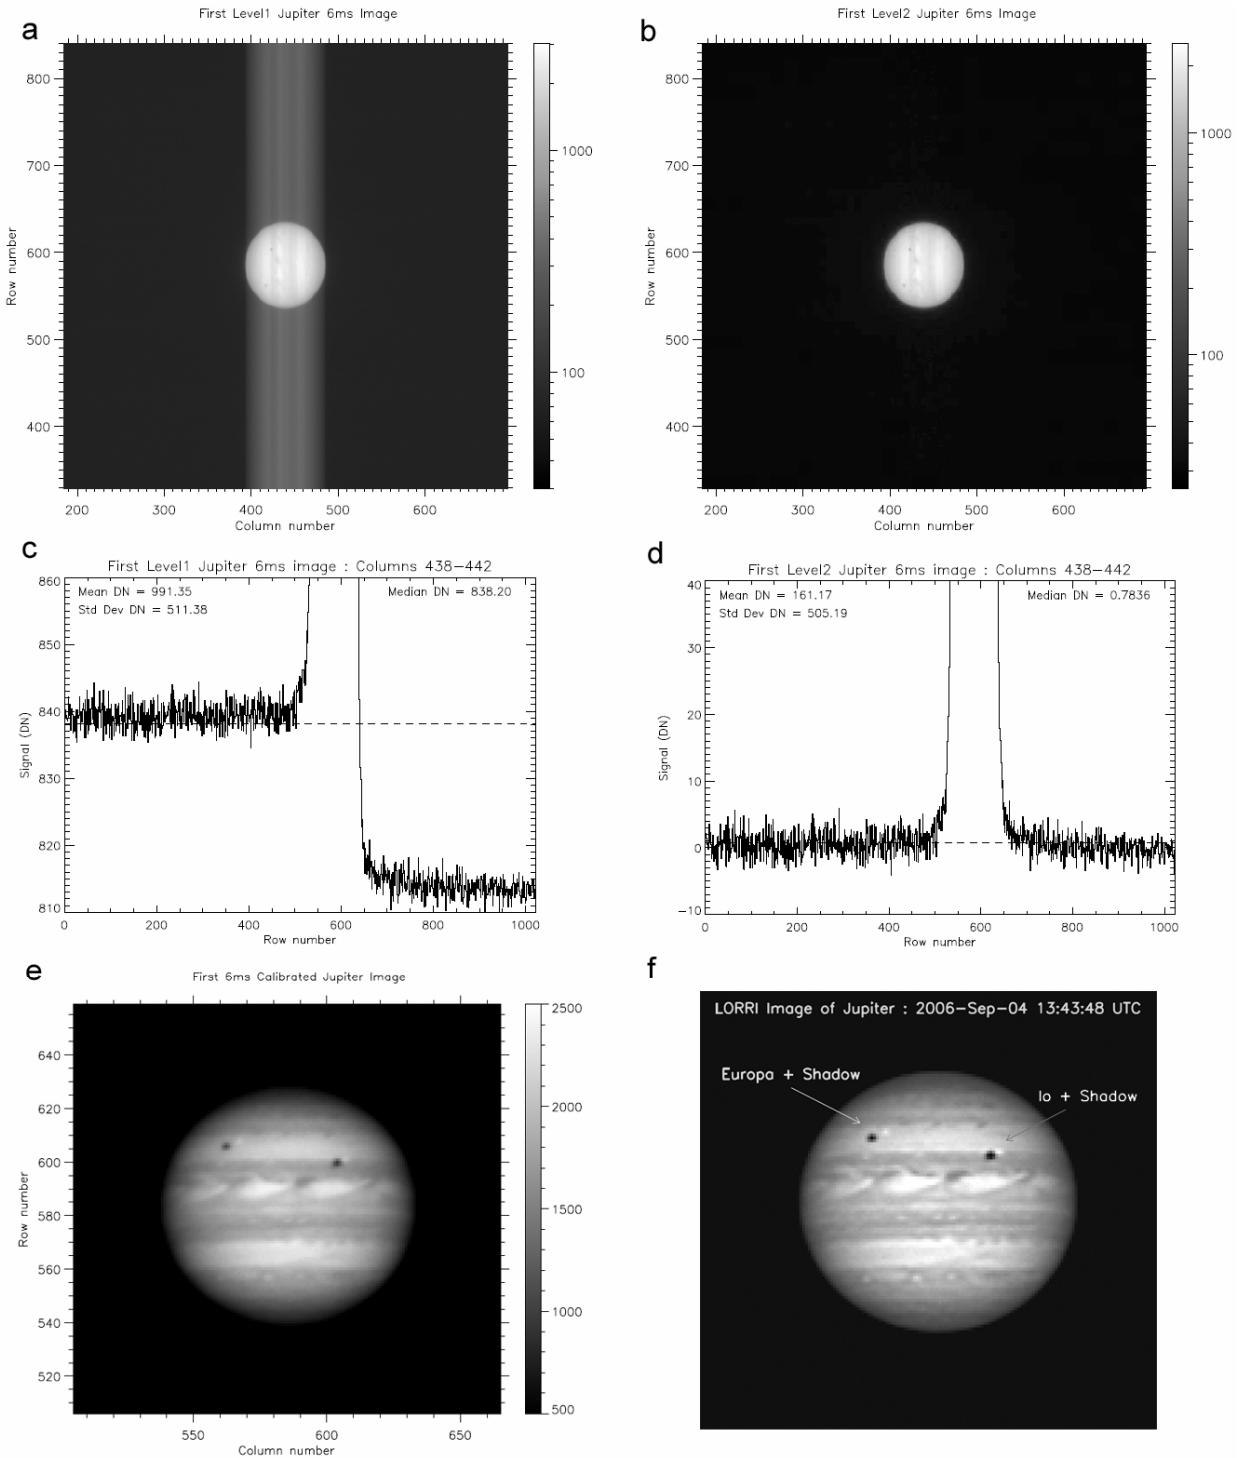 a
First Level1 Jupiter 6ms Image
800
700
600
500
400
Row number
200 300 400 500 600
Column number
1000
100
b
First Level2 Jupiter 6ms Image
800
700
600
500
400
Row number
200 300 400 500 600
Column number
1000
100
c
First Level1 Jupiter 6ms image : Columns 438-442
Mean DN = 991.35 Median DN = 838.20
Std Dev DN = 511.38
860
850
840
830
820
810
Signal (DN)
0 200 400 600 800 1000
Row number
d
First Level2 Jupiter 6ms image : Columns 438-442
Mean DN = 161.17 Median DN = 0.7836
Std Dev DN = 505.19
40
30
20
10
0
-10
Signal (DN)
0 200 400 600 800 1000
Row number
e
First 6ms Calibrated Jupiter Image
640
620
600
580
560
540
520
Row number
550 600 650
Column number
2500
2000
1500
1000
500
f
LORRI Image of Jupiter : 2006-Sep-04 13:43:48 UTC
Europa + Shadow
Io + Shadow